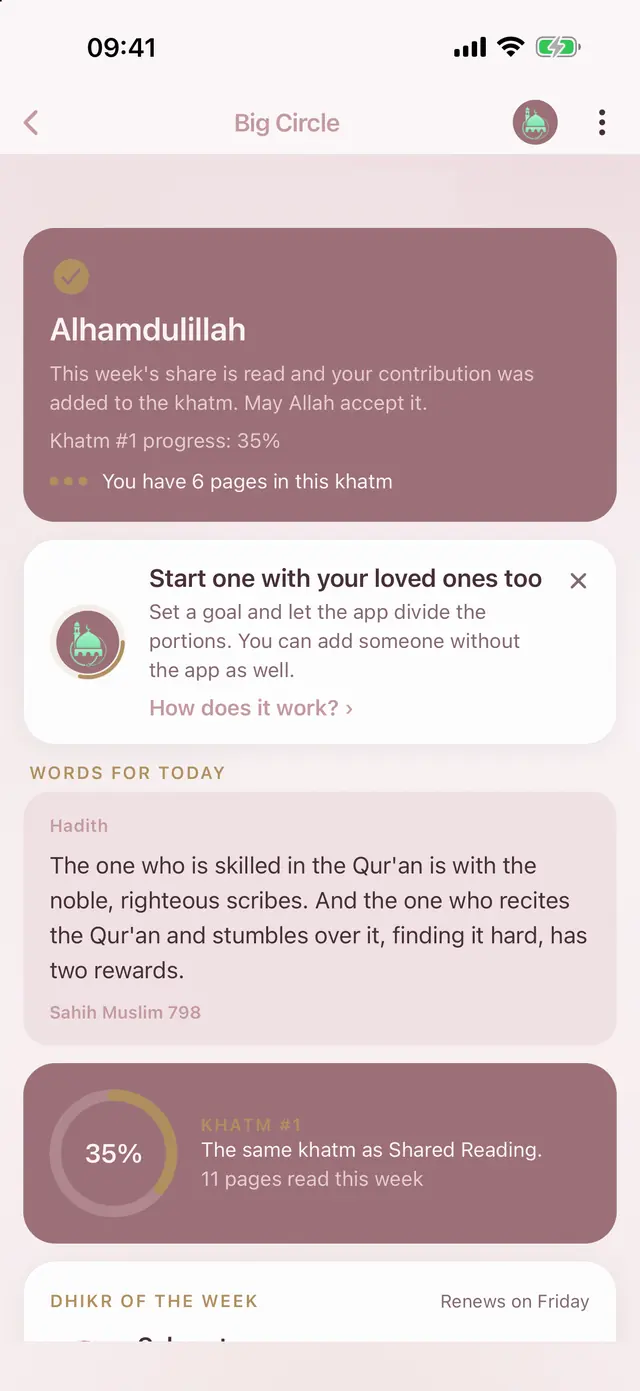 09:41
Big Circle
Alhamdulillah
This week's share is read and your contribution was
added to the khatm. May Allah accept it.
Khatm #1 progress: 35%
You have 6 pages in this khatm
Start one with your loved ones too
Set a goal and let the app divide the
portions. You can add someone without
the app as well.
How does it work? ›
WORDS FOR TODAY
Hadith
The one who is skilled in the Qur'an is with the
noble, righteous scribes. And the one who recites
the Qur'an and stumbles over it, finding it hard, has
two rewards.
Sahih Muslim 798
35%
KHATM #1
The same khatm as Shared Reading.
11 pages read this week
DHIKR OF THE WEEK
Renews on Friday